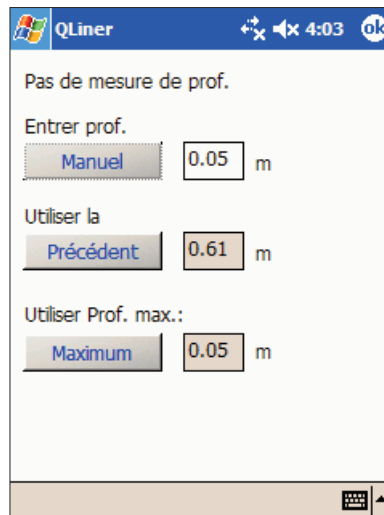 QLiner 4:03 ok
Pas de mesure de prof.
Entrer prof.
Manuel 0.05 m
Utiliser la
Précédent 0.61 m
Utiliser Prof. max.:
Maximum 0.05 m